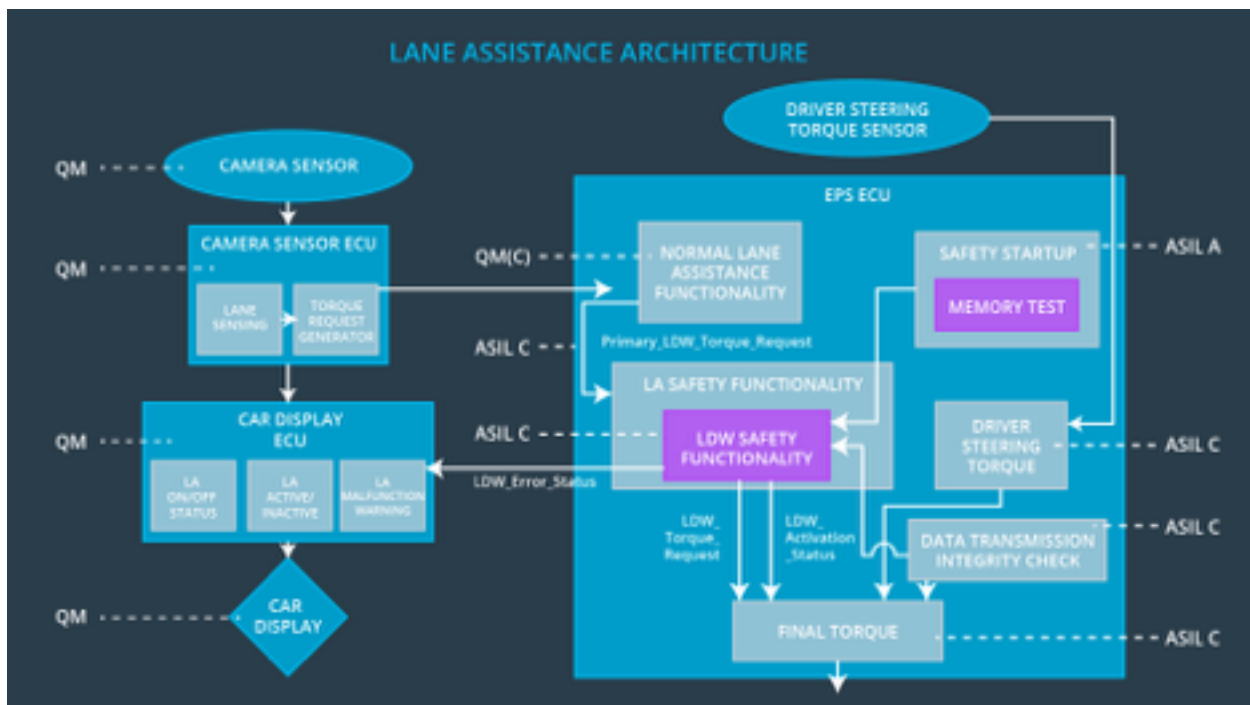 LANE ASSISTANCE ARCHITECTURE
DRIVER STEERING
TORQUE SENSOR
QM
CAMERA SENSOR
EPS ECU
CAMERA SENSOR ECU
QM
LANE
SENSING
TORQUE
REQUEST
GENERATOR
QM(C)
NORMAL LANE
ASSISTANCE
FUNCTIONALITY
SAFETY STARTUP
ASIL A
MEMORY TEST
ASIL C
Primary_LDW_Torque_Request
LA SAFETY FUNCTIONALITY
CAR DISPLAY
ECU
QM
LA
ON/OFF
STATUS
LA
ACTIVE/
INACTIVE
LA
MALFUNCTION
WARNING
ASIL C
LDW SAFETY
FUNCTIONALITY
DRIVER
STEERING
TORQUE
ASIL C
LDW_Error_Status
LDW_
Torque_
Request
LDW_
Activation
_Status
DATA TRANSMISSION
INTEGRITY CHECK
ASIL C
QM
CAR
DISPLAY
FINAL TORQUE
ASIL C